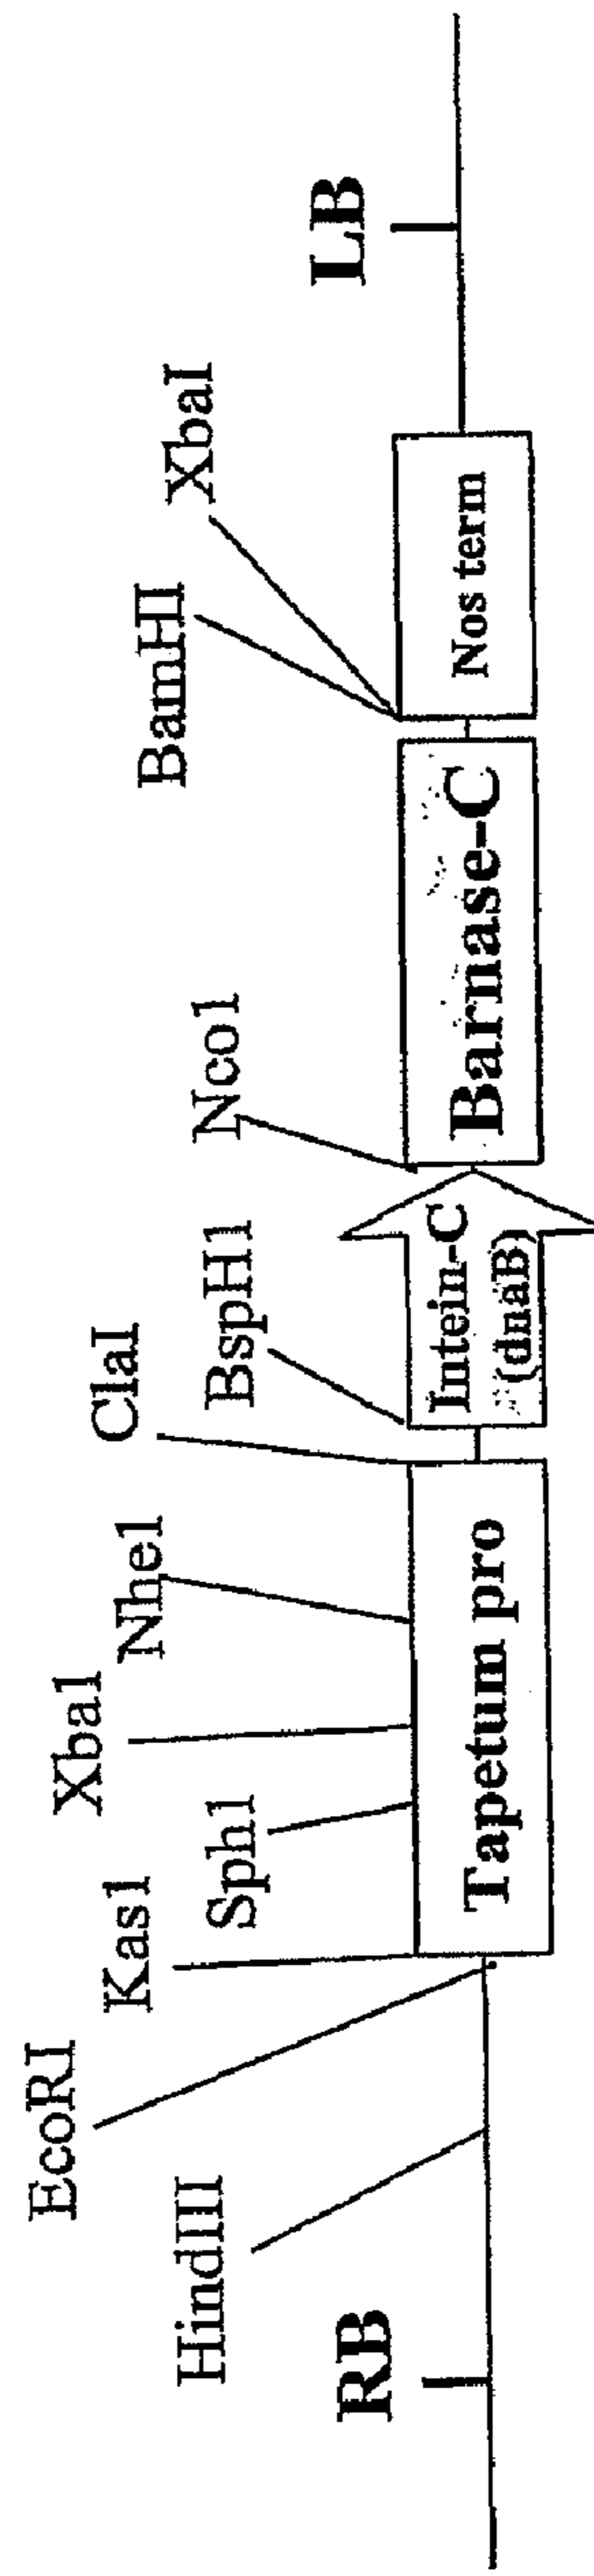 RB
HindIII
EcoRI
Kas1
Sph1
Xba1
Nhe1
ClaI
BspH1
Nco1
BamHI
XbaI
LB
Tapetum pro
Intein-C
(dnaB)
Barnase-C
Nos term